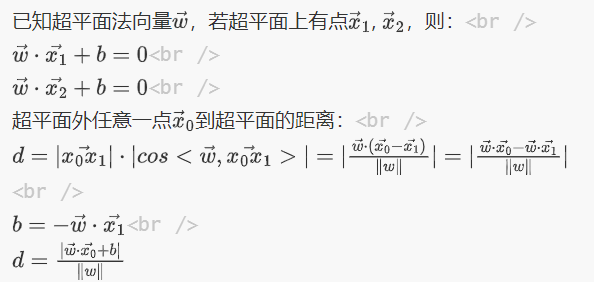 已知超平面法向量$\vec{w}$，若超平面上有点$\vec{x}_1, \vec{x}_2$，则：<br />
$\vec{w} \cdot \vec{x_1} + b = 0$<br />
$\vec{w} \cdot \vec{x_2} + b = 0$<br />
超平面外任意一点$\vec{x}_0$到超平面的距离：<br />
$d = |\vec{x_0 x_1}| \cdot |cos < \vec{w}, \vec{x_0 x_1} > | = |\frac{\vec{w} \cdot (\vec{x_0} - \vec{x_1})}{\|w\|}| = |\frac{\vec{w} \cdot \vec{x_0} - \vec{w} \cdot \vec{x_1}}{\|w\|}|$
<br />
$b = -\vec{w} \cdot \vec{x_1}$<br />
$d = \frac{|\vec{w} \cdot \vec{x_0} + b|}{\|w\|}$